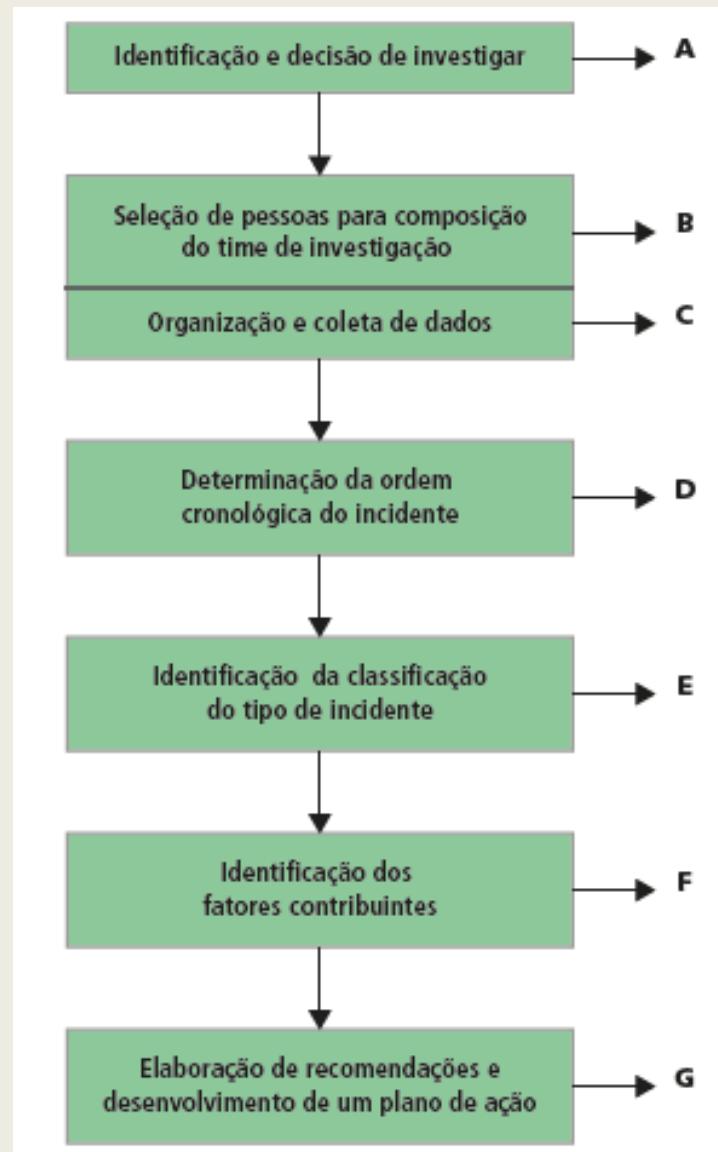 Identificação e decisão de investigar
A
Seleção de pessoas para composição
do time de investigação
B
Organização e coleta de dados
C
Determinação da ordem
cronológica do incidente
D
Identificação da classificação
do tipo de incidente
E
Identificação dos
fatores contribuintes
F
Elaboração de recomendações e
desenvolvimento de um plano de ação
G